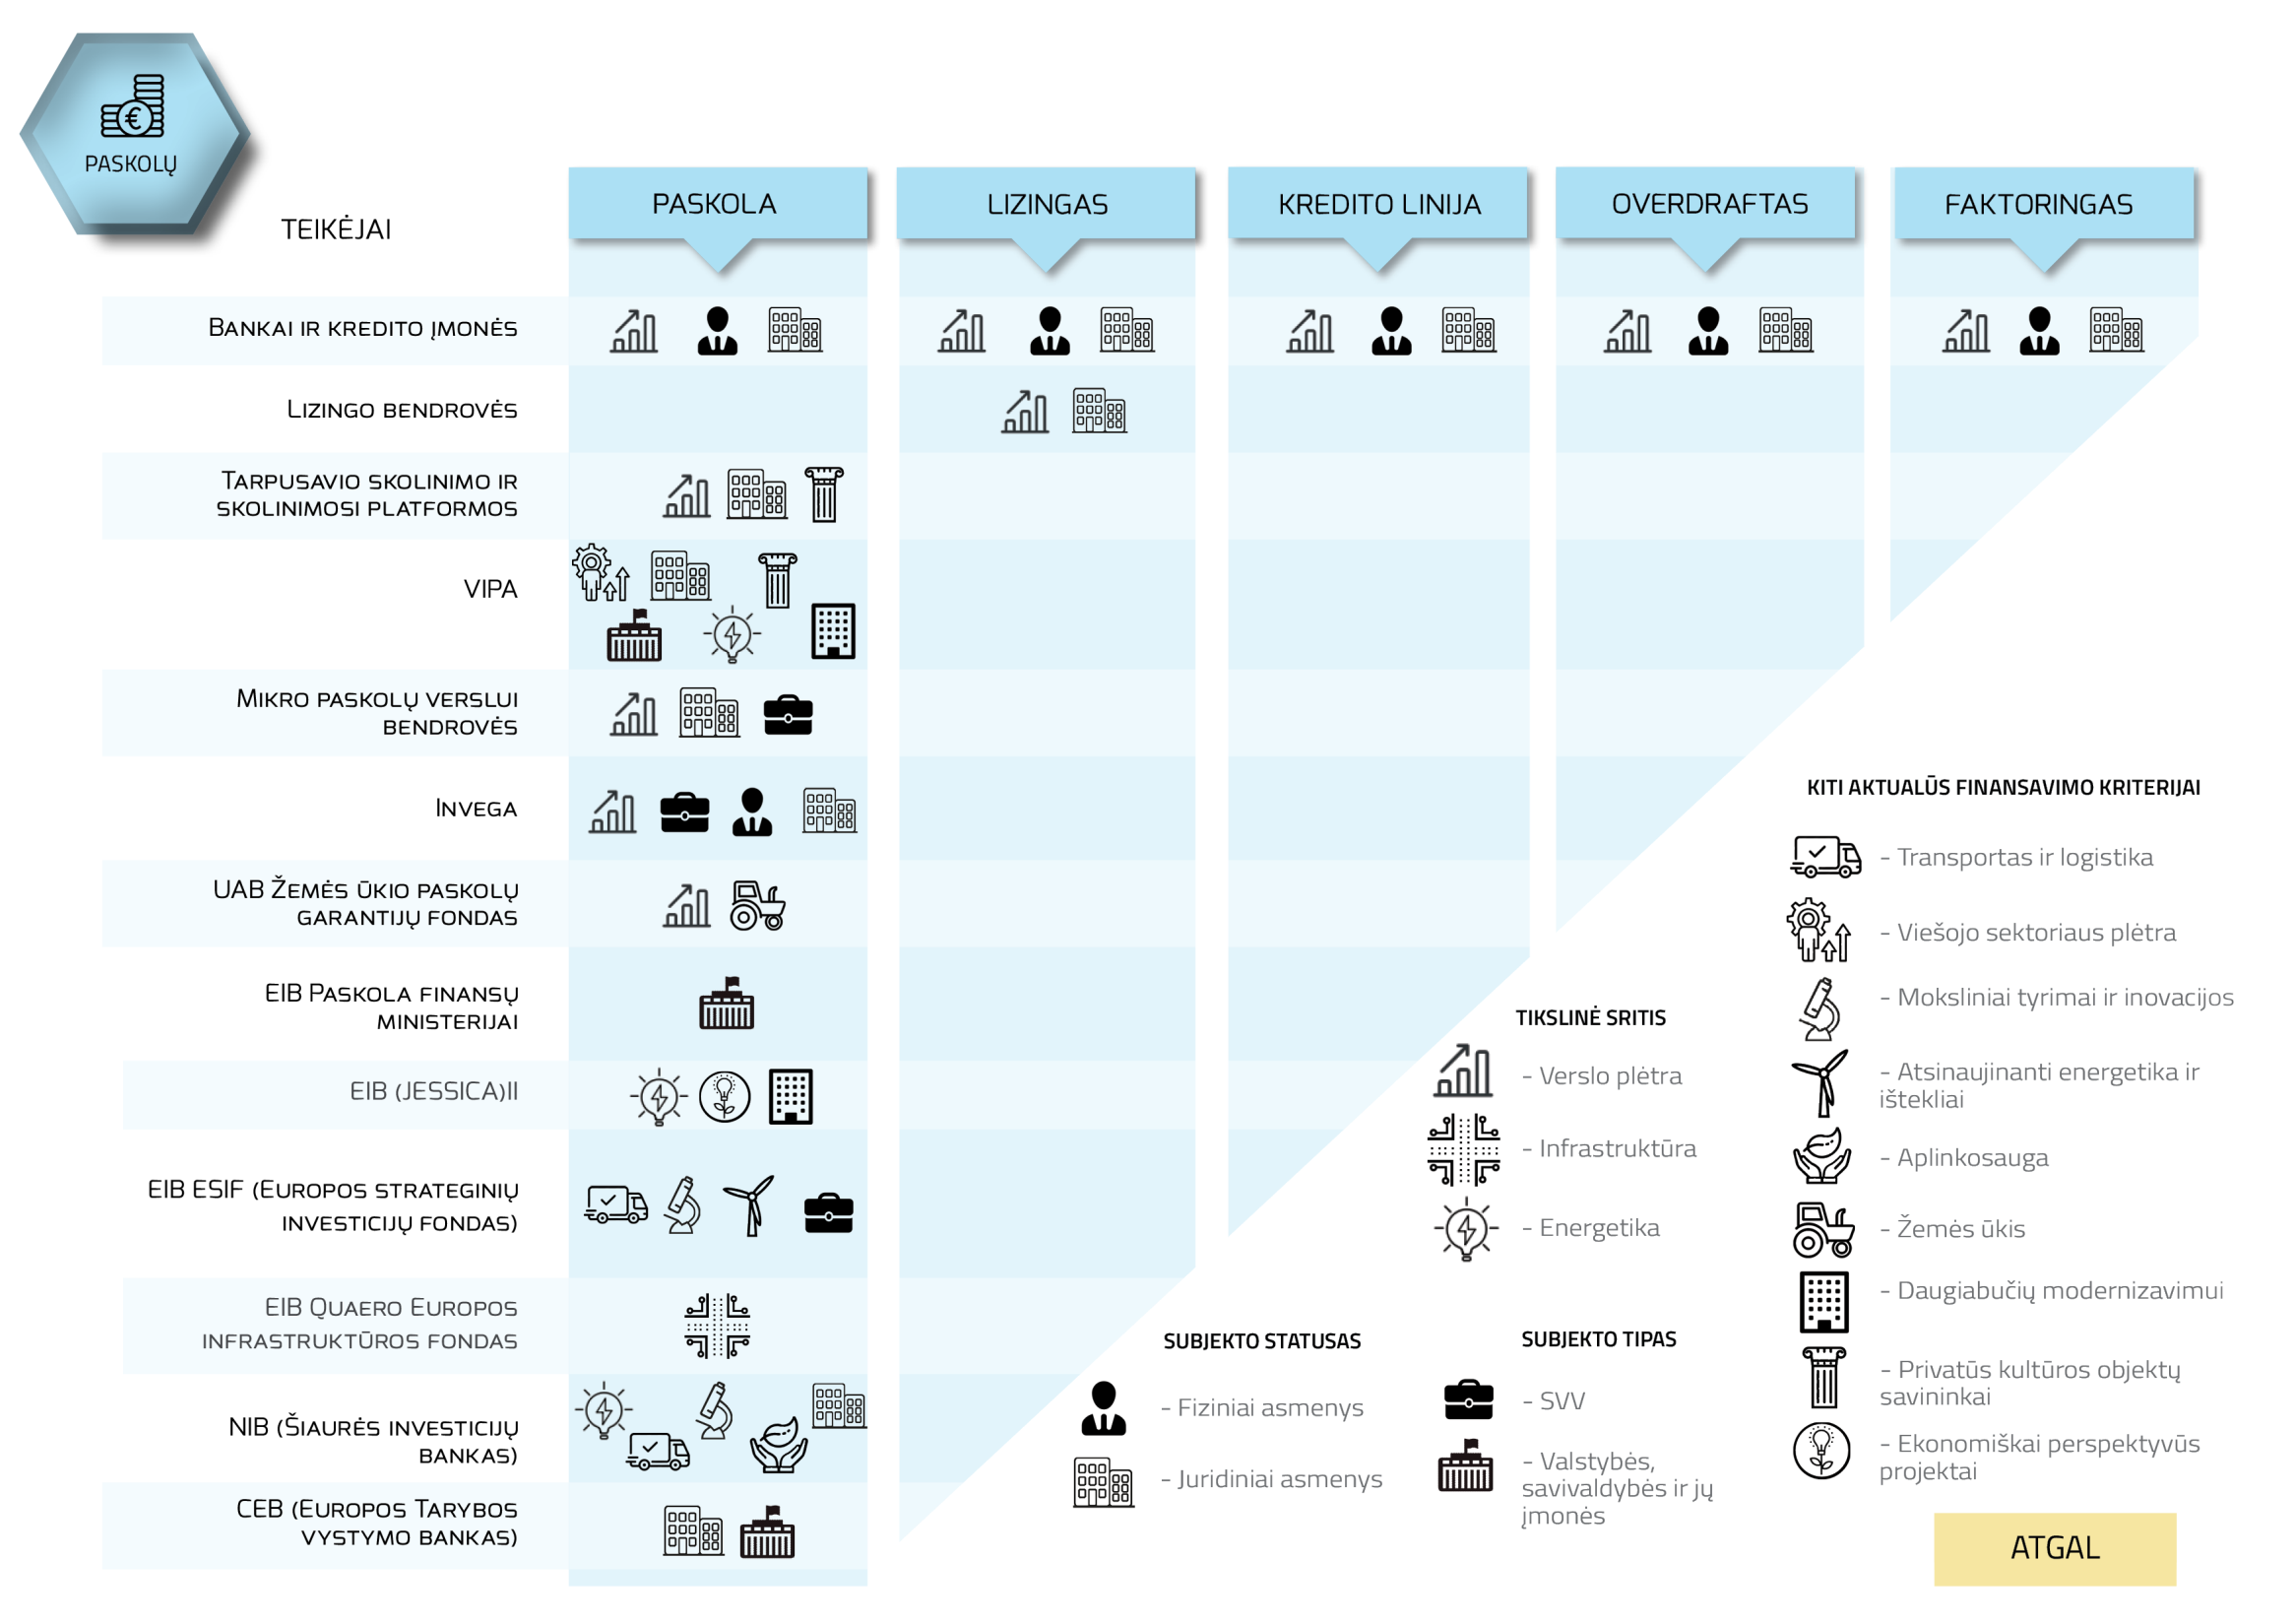 PASKOLŲ
TEIKĖJAI
PASKOLA
LIZINGAS
KREDITO LINIJA
OVERDRAFTAS
FAKTORINGAS
Bankai ir kredito įmonės
Lizingo bendrovės
Tarpusavio skolinimo ir
skolinimosi platformos
VIPA
Mikro paskolų verslui
bendrovės
Invega
UAB Žemės ūkio paskolų
garantijų fondas
EIB Paskola finansų
ministerijai
EIB (JESSICA)II
EIB ESIF (Europos strateginių
investicijų fondas)
EIB Quaero Europos
infrastruktūros fondas
NIB (Šiaurės investicijų
bankas)
CEB (Europos Tarybos
vystymo bankas)
SUBJEKTO STATUSAS
- Fiziniai asmenys
- Juridiniai asmenys
TIKSLINĖ SRITIS
- Verslo plėtra
- Infrastruktūra
- Energetika
SUBJEKTO TIPAS
- SVV
- Valstybės,
savivaldybės ir jų
įmonės
KITI AKTUALŪS FINANSAVIMO KRITERIJAI
- Transportas ir logistika
- Viešojo sektoriaus plėtra
- Moksliniai tyrimai ir inovacijos
- Atsinaujinanti energetika ir
ištekliai
- Aplinkosauga
- Žemės ūkis
- Daugiabučių modernizavimui
- Privatūs kultūros objektų
savininkai
- Ekonomiškai perspektyvūs
projektai
ATGAL